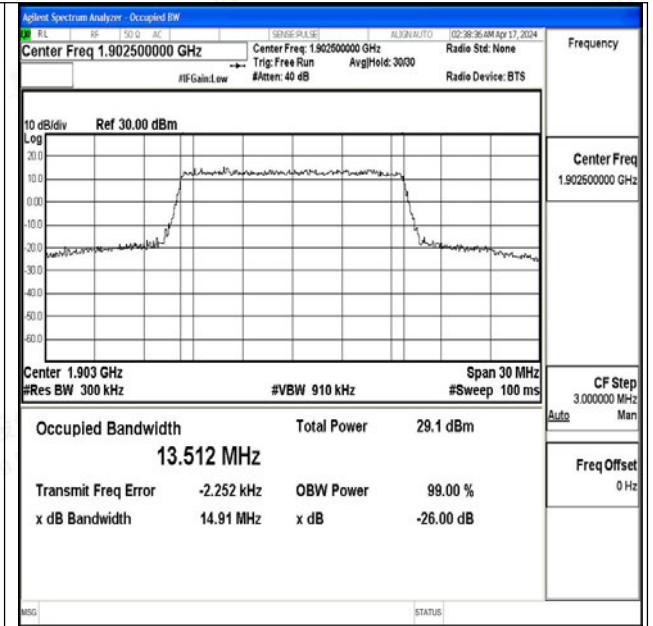 Agilent Spectrum Analyzer - Occupied BW
RL RF 50 Ω AC SENSE:PULSE ALIGN AUTO 02:38:36 AM Apr 17, 2024
Center Freq 1.902500000 GHz
Center Freq: 1.902500000 GHz
Radio Std: None
Trig: Free Run Avg|Hold: 30/30
#IFGain:Low #Atten: 40 dB Radio Device: BTS
10 dB/div Ref 30.00 dBm
Log
20.0
10.0
0.00
-10.0
-20.0
-30.0
-40.0
-50.0
-60.0
Center 1.903 GHz Span 30 MHz
#Res BW 300 kHz #VBW 910 kHz #Sweep 100 ms
Occupied Bandwidth Total Power 29.1 dBm
13.512 MHz
Transmit Freq Error -2.252 kHz OBW Power 99.00 %
x dB Bandwidth 14.91 MHz x dB -26.00 dB
MSG STATUS
Frequency
Center Freq
1.902500000 GHz
CF Step
3.000000 MHz
Auto Man
Freq Offset
0 Hz